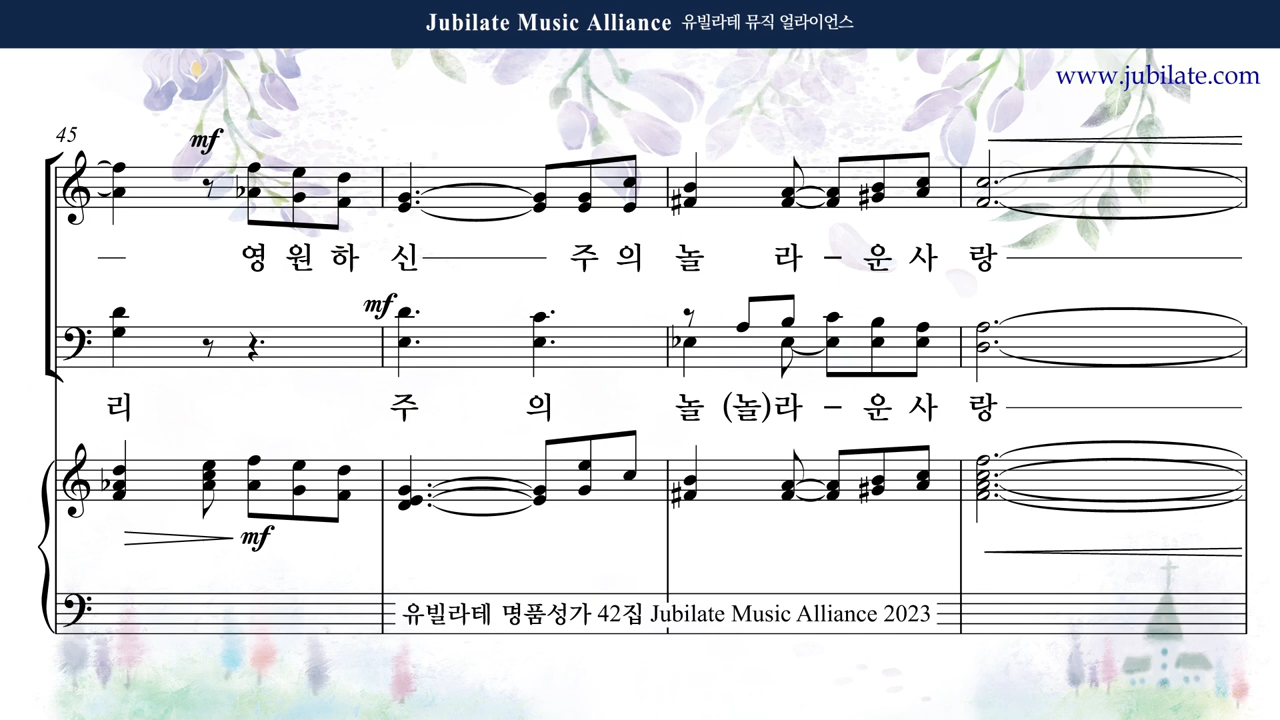 Jubilate Music Alliance 유빌라테 뮤직 얼라이언스
www.jubilate.com
45
mf
영 원 하 신 주 의 놀 라 – 운 사 랑
mf
리 주 의 놀 (놀)라 – 운 사 랑
mf
유빌라테 명품성가 42집 Jubilate Music Alliance 2023